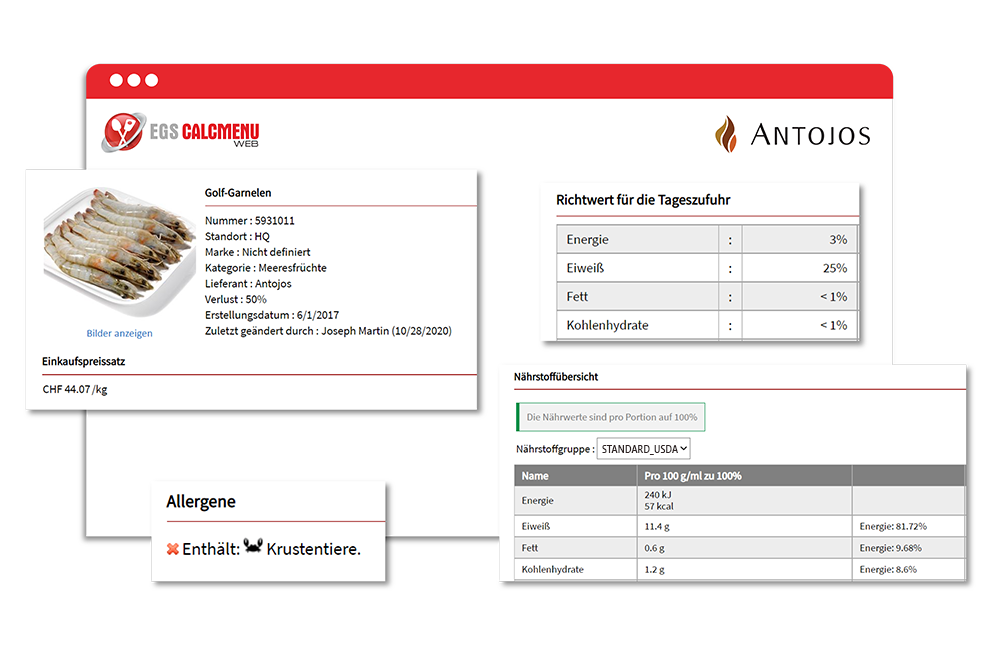 EGS CALCMENU
WEB
ANTOJOS
Golf-Garnelen
Nummer : 5931011
Standort : HQ
Marke : Nicht definiert
Kategorie : Meeresfrüchte
Lieferant : Antojos
Verlust : 50%
Erstellungsdatum : 6/1/2017
Zuletzt geändert durch : Joseph Martin (10/28/2020)
Bilder anzeigen
Einkaufspreissatz
CHF 44.07 /kg
Richtwert für die Tageszufuhr
Energie : 3%
Eiweiß : 25%
Fett : < 1%
Kohlenhydrate : < 1%
Nährstoffübersicht
Die Nährwerte sind pro Portion auf 100%
Nährstoffgruppe : STANDARD_USDA
Name Pro 100 g/ml zu 100%
Energie 240 kJ
57 kcal
Eiweiß 11.4 g Energie: 81.72%
Fett 0.6 g Energie: 9.68%
Kohlenhydrate 1.2 g Energie: 8.6%
Allergene
Enthält: Krustentiere.